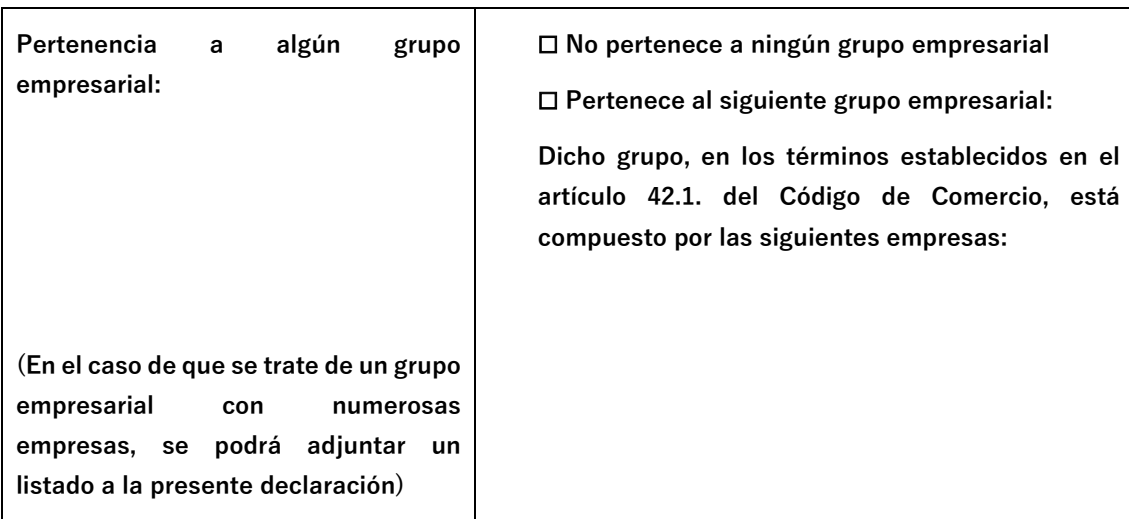 Pertenencia a algún grupo
empresarial:
(En el caso de que se trate de un grupo
empresarial con numerosas
empresas, se podrá adjuntar un
listado a la presente declaración)
☐ No pertenece a ningún grupo empresarial
☐ Pertenece al siguiente grupo empresarial:
Dicho grupo, en los términos establecidos en el
artículo 42.1. del Código de Comercio, está
compuesto por las siguientes empresas: